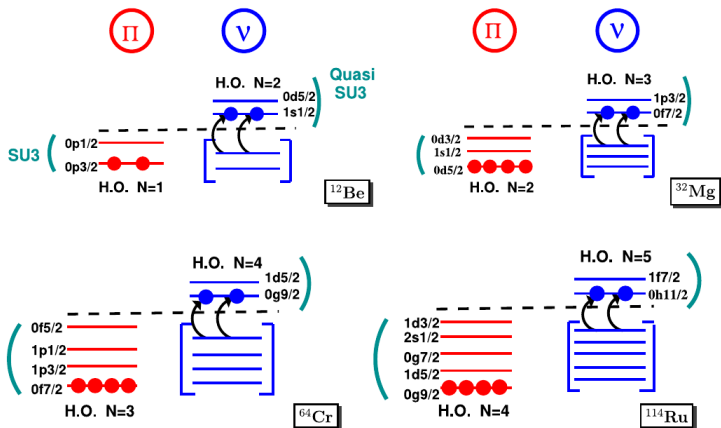 Π
ν
Π
ν
H.O. N=2
0d5/2
1s1/2
Quasi
SU3
SU3
0p1/2
0p3/2
H.O. N=1
¹²Be
H.O. N=3
1p3/2
0f7/2
0d3/2
1s1/2
0d5/2
H.O. N=2
³²Mg
H.O. N=4
1d5/2
0g9/2
0f5/2
1p1/2
1p3/2
0f7/2
H.O. N=3
⁶⁴Cr
H.O. N=5
1f7/2
0h11/2
1d3/2
2s1/2
0g7/2
1d5/2
0g9/2
H.O. N=4
¹¹⁴Ru